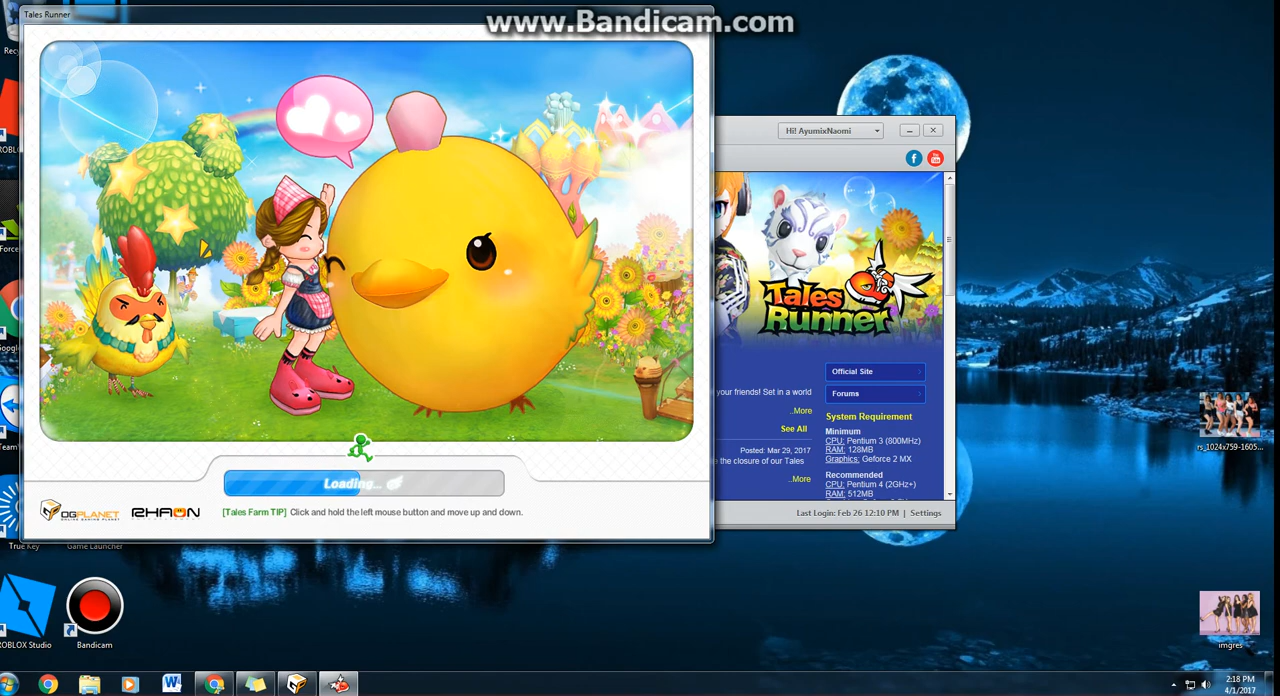 www.Bandicam.com
Tales Runner
Hi! AyumixNaomi
Tales
Runner
Official Site
Forums
your friends! Set in a world
..More
See All
System Requirement
Minimum
CPU: Pentium 3 (800MHz)
RAM: 128MB
Graphics: Geforce 2 MX
Posted: Mar 29, 2017
e the closure of our Tales
..More
Recommended
CPU: Pentium 4 (2GHz+)
RAM: 512MB
Last Login: Feb 26 12:10 PM | Settings
Loading...
OGPLANET
ONLINE GAMING PLANET
RHAON
[Tales Farm TIP] Click and hold the left mouse button and move up and down.
True Key
Game Launcher
ROBLOX Studio
Bandicam
rs_1024x759-1605...
imgres
2:18 PM
4/1/2017